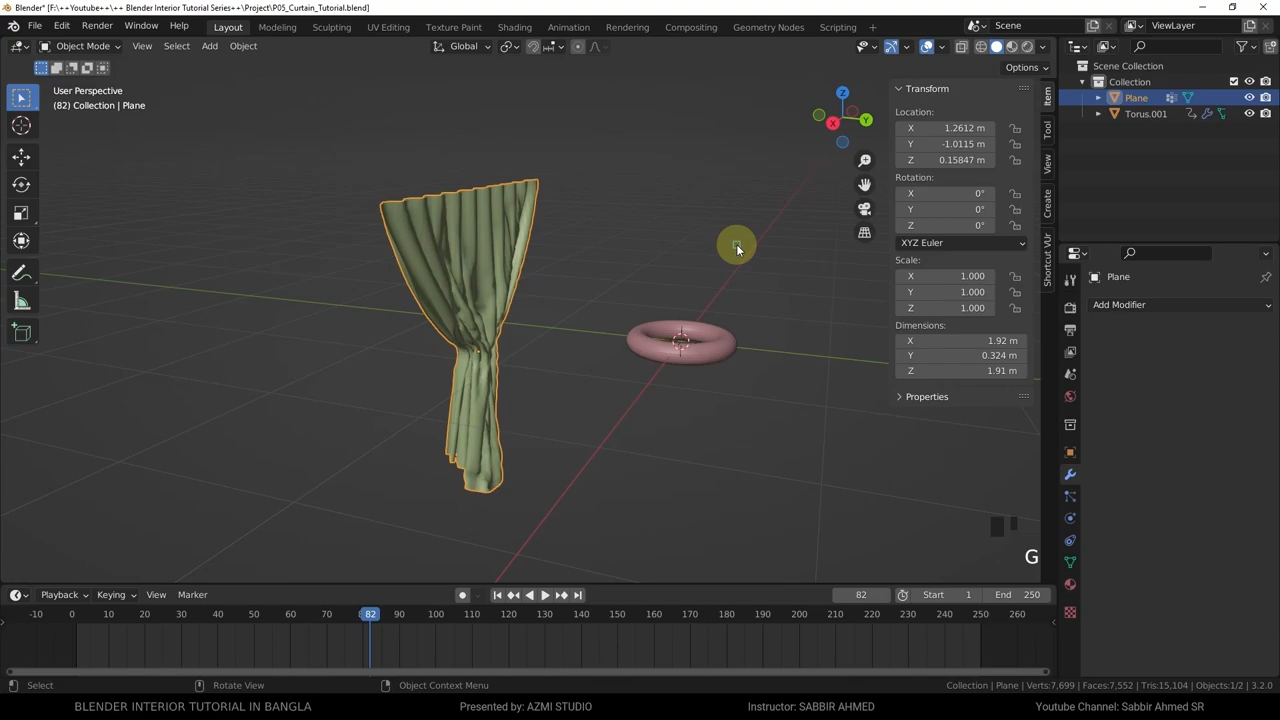 Blender* [F:\++Youtube++\++ Blender Interior Tutorial Series++\Project\P05_Curtain_Tutorial.blend]
File Edit Render Window Help Layout Modeling Sculpting UV Editing Texture Paint Shading Animation Rendering Compositing Geometry Nodes Scripting + Scene ViewLayer
Object Mode View Select Add Object Global
Options
User Perspective
(82) Collection | Plane
Z
Y
X
Transform
Location:
X 1.2612 m
Y -1.0115 m
Z 0.15847 m
Rotation:
X 0°
Y 0°
Z 0°
XYZ Euler
Scale:
X 1.000
Y 1.000
Z 1.000
Dimensions:
X 1.92 m
Y 0.324 m
Z 1.91 m
Properties
Item
Tool
View
Create
Shortcut VUr
Scene Collection
Collection
Plane
Torus.001
Plane
Add Modifier
G
Playback Keying View Marker 82 Start 1 End 250
-10 0 10 20 30 40 50 60 70 82 90 100 110 120 130 140 150 160 170 180 190 200 210 220 230 240 250 260
Select Rotate View Object Context Menu Collection | Plane | Verts:7,699 | Faces:7,552 | Tris:15,104 | Objects:1/2 | 3.2.0
BLENDER INTERIOR TUTORIAL IN BANGLA Presented by: AZMI STUDIO Instructor: SABBIR AHMED Youtube Channel: Sabbir Ahmed SR